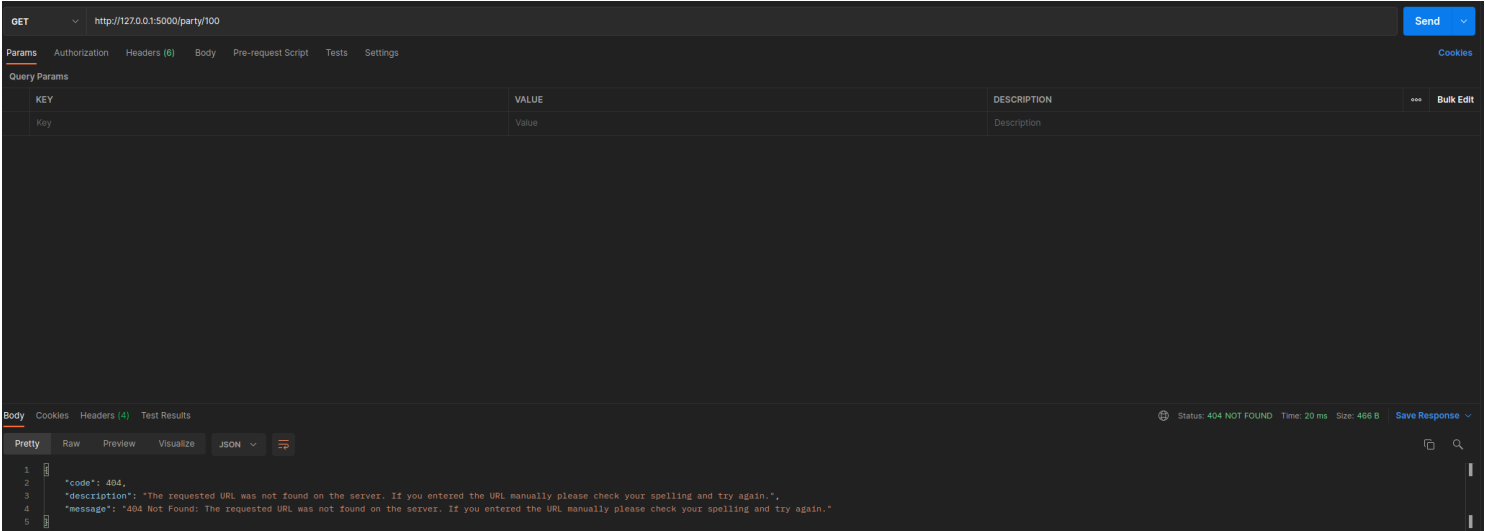 GET http://127.0.0.1:5000/party/100 Send
Params Authorization Headers (6) Body Pre-request Script Tests Settings Cookies
Query Params
KEY VALUE DESCRIPTION ooo Bulk Edit
Key Value Description
Body Cookies Headers (4) Test Results Status: 404 NOT FOUND Time: 20 ms Size: 466 B Save Response
Pretty Raw Preview Visualize JSON
1 {
2 "code": 404,
3 "description": "The requested URL was not found on the server. If you entered the URL manually please check your spelling and try again.",
4 "message": "404 Not Found: The requested URL was not found on the server. If you entered the URL manually please check your spelling and try again."
5 }